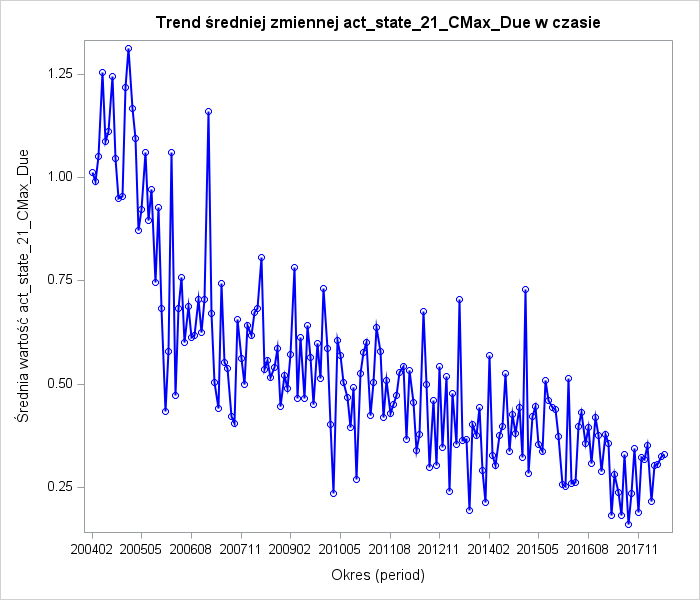 Trend średniej zmiennej act_state_21_CMax_Due w czasie
Średnia wartość act_state_21_CMax_Due
1.25
1.00
0.75
0.50
0.25
200402 200505 200608 200711 200902 201005 201108 201211 201402 201505 201608 201711
Okres (period)